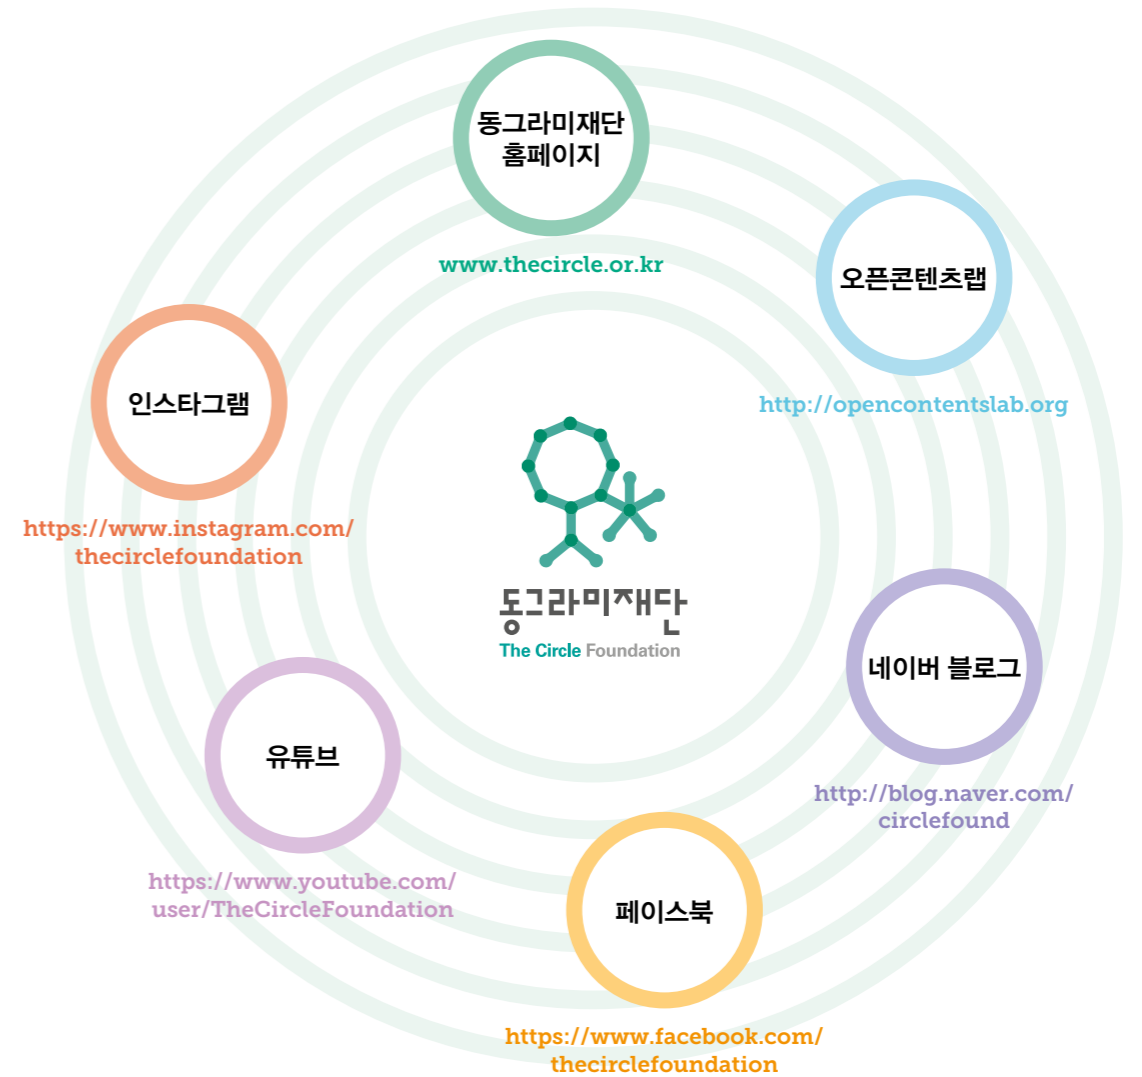 동그라미재단
홈페이지
www.thecircle.or.kr
오픈콘텐츠랩
http://opencontentslab.org
인스타그램
https://www.instagram.com/
thecirclefoundation
동그라미재단
The Circle Foundation
네이버 블로그
http://blog.naver.com/
circlefound
유튜브
https://www.youtube.com/
user/TheCircleFoundation
페이스북
https://www.facebook.com/
thecirclefoundation